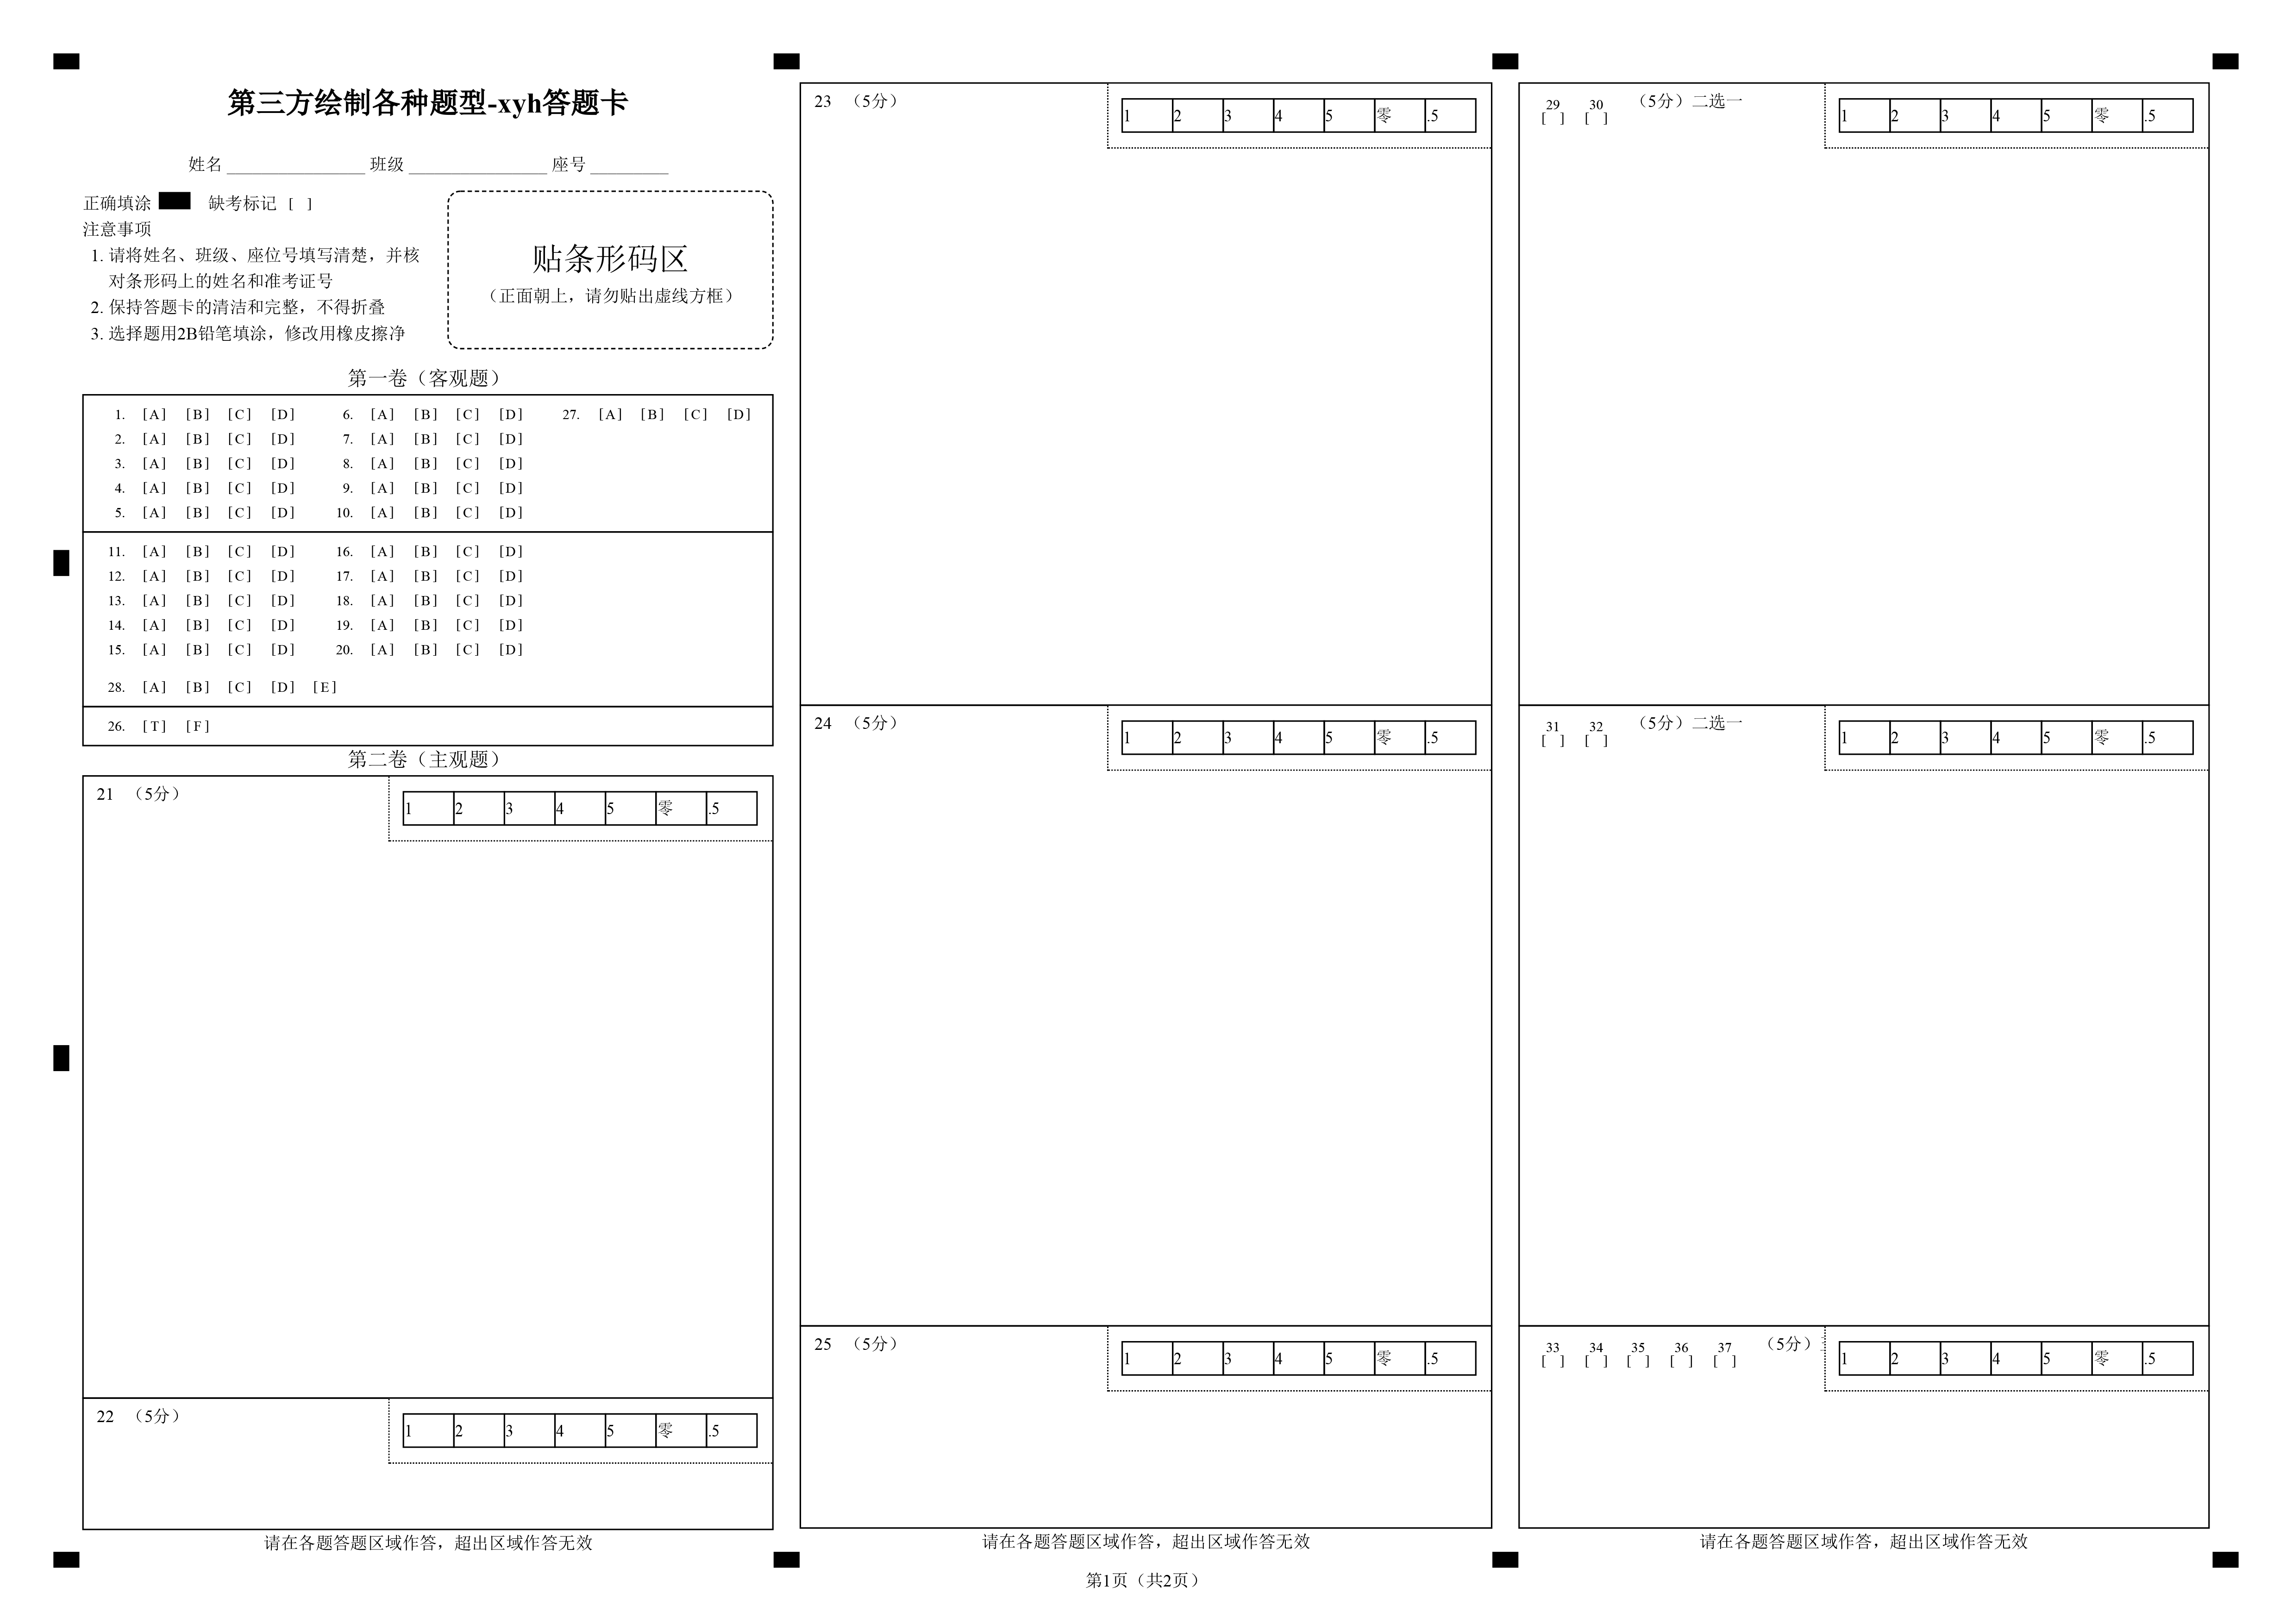 第三方绘制各种题型-xyh答题卡
姓名 ________________ 班级 ________________ 座号 _________
正确填涂 缺考标记 [ ]
注意事项
1. 请将姓名、班级、座位号填写清楚，并核
对条形码上的姓名和准考证号
2. 保持答题卡的清洁和完整，不得折叠
3. 选择题用2B铅笔填涂，修改用橡皮擦净
贴条形码区
（正面朝上，请勿贴出虚线方框）
第一卷（客观题）
1. [A] [B] [C] [D] 6. [A] [B] [C] [D] 27. [A] [B] [C] [D]
2. [A] [B] [C] [D] 7. [A] [B] [C] [D]
3. [A] [B] [C] [D] 8. [A] [B] [C] [D]
4. [A] [B] [C] [D] 9. [A] [B] [C] [D]
5. [A] [B] [C] [D] 10. [A] [B] [C] [D]
11. [A] [B] [C] [D] 16. [A] [B] [C] [D]
12. [A] [B] [C] [D] 17. [A] [B] [C] [D]
13. [A] [B] [C] [D] 18. [A] [B] [C] [D]
14. [A] [B] [C] [D] 19. [A] [B] [C] [D]
15. [A] [B] [C] [D] 20. [A] [B] [C] [D]
28. [A] [B] [C] [D] [E]
26. [T] [F]
第二卷（主观题）
21 （5分） 1 2 3 4 5 零 .5
22 （5分） 1 2 3 4 5 零 .5
请在各题答题区域作答，超出区域作答无效
23 （5分） 1 2 3 4 5 零 .5
24 （5分） 1 2 3 4 5 零 .5
25 （5分） 1 2 3 4 5 零 .5
请在各题答题区域作答，超出区域作答无效
第1页（共2页）
29 30 （5分）二选一 1 2 3 4 5 零 .5
[ ] [ ]
31 32 （5分）二选一 1 2 3 4 5 零 .5
[ ] [ ]
33 34 35 36 37 （5分） 1 2 3 4 5 零 .5
[ ] [ ] [ ] [ ] [ ]
请在各题答题区域作答，超出区域作答无效